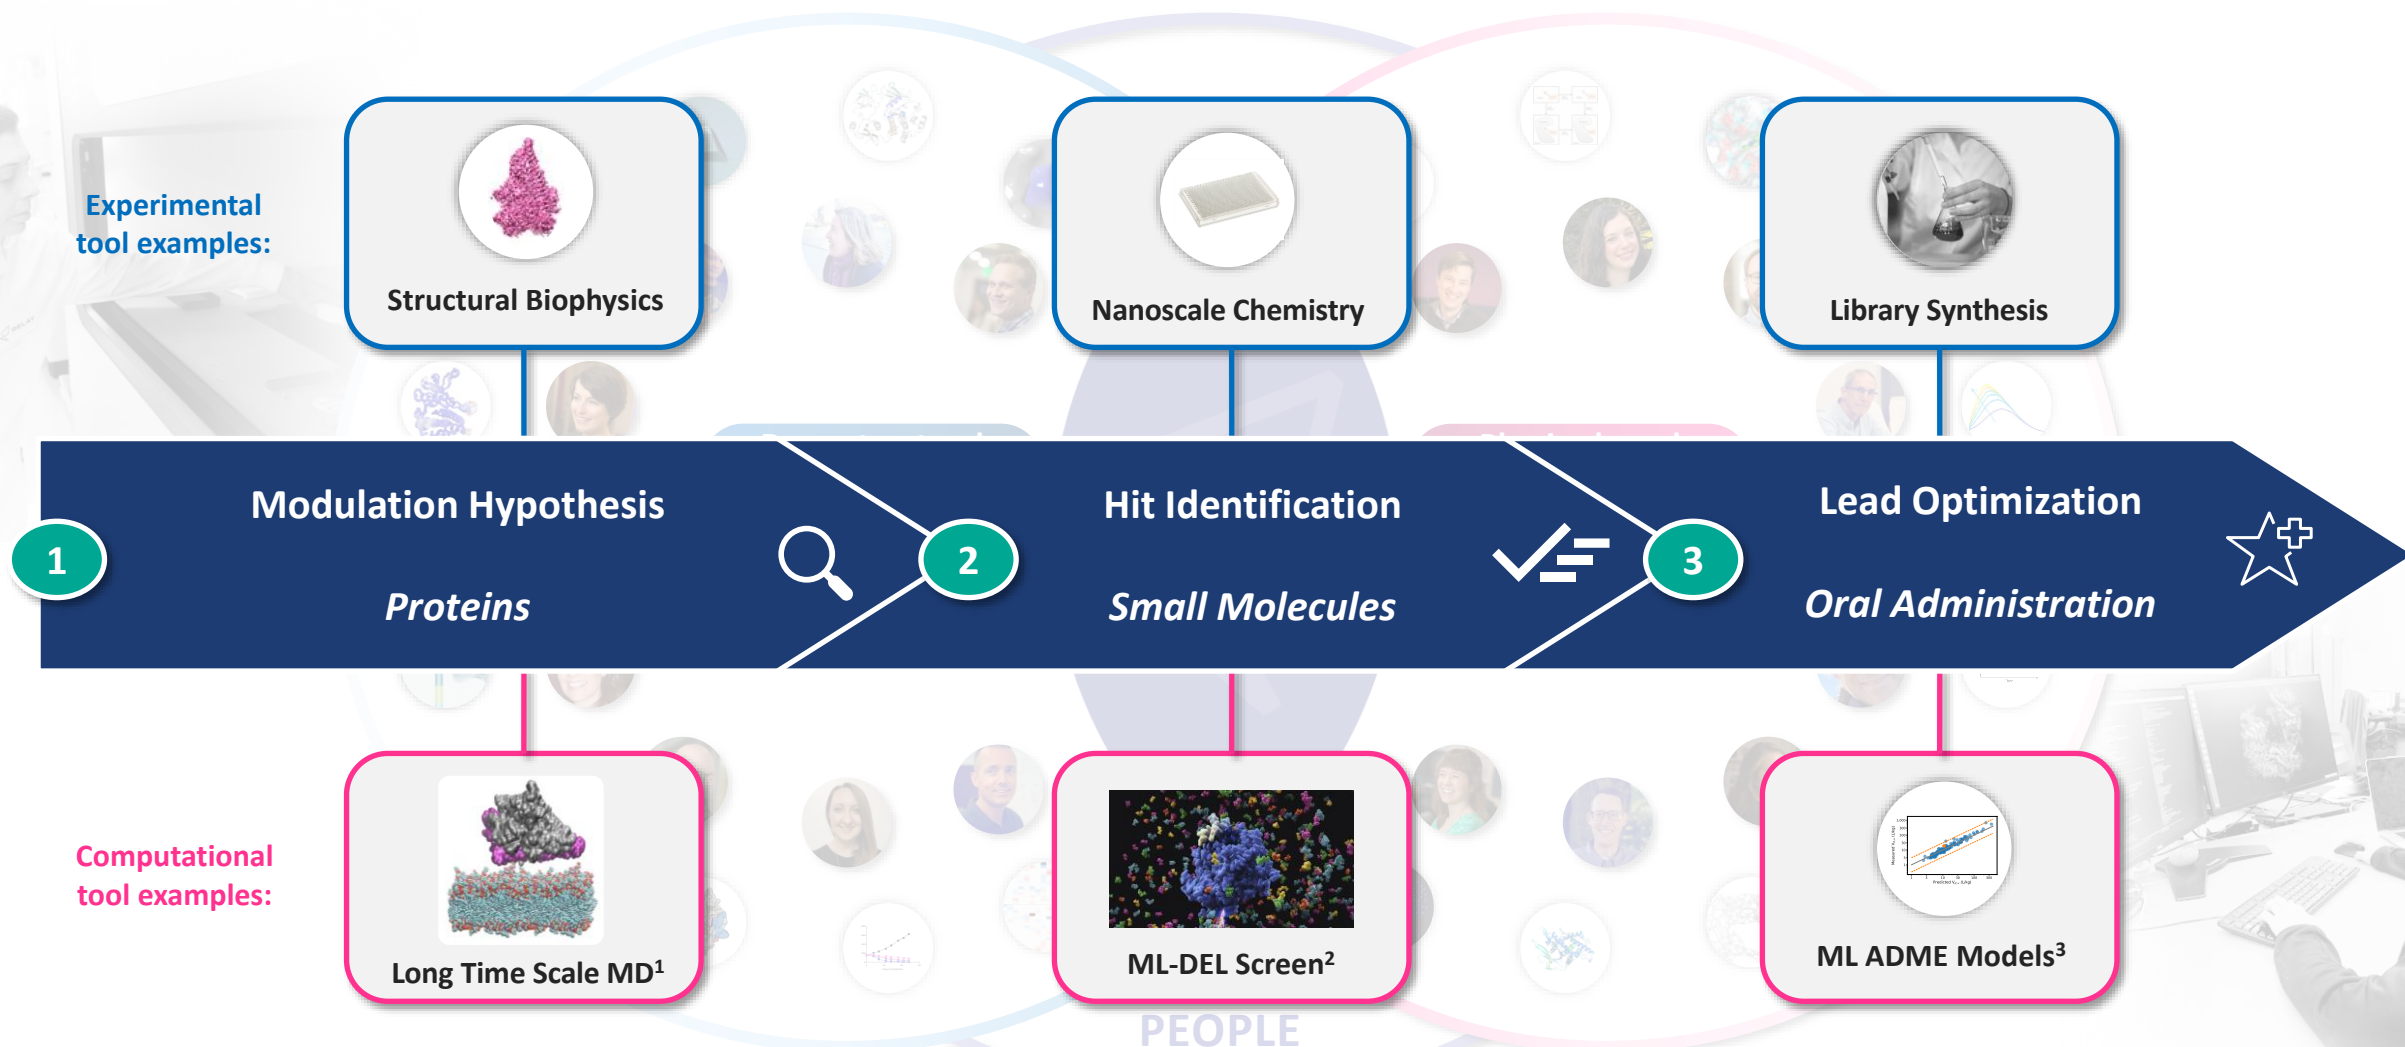 Experimental
tool examples:
Structural Biophysics
Nanoscale Chemistry
Library Synthesis
1
Modulation Hypothesis
Proteins
2
Hit Identification
Small Molecules
3
Lead Optimization
Oral Administration
Computational
tool examples:
Long Time Scale MD¹
ML-DEL Screen²
ML ADME Models³
PEOPLE